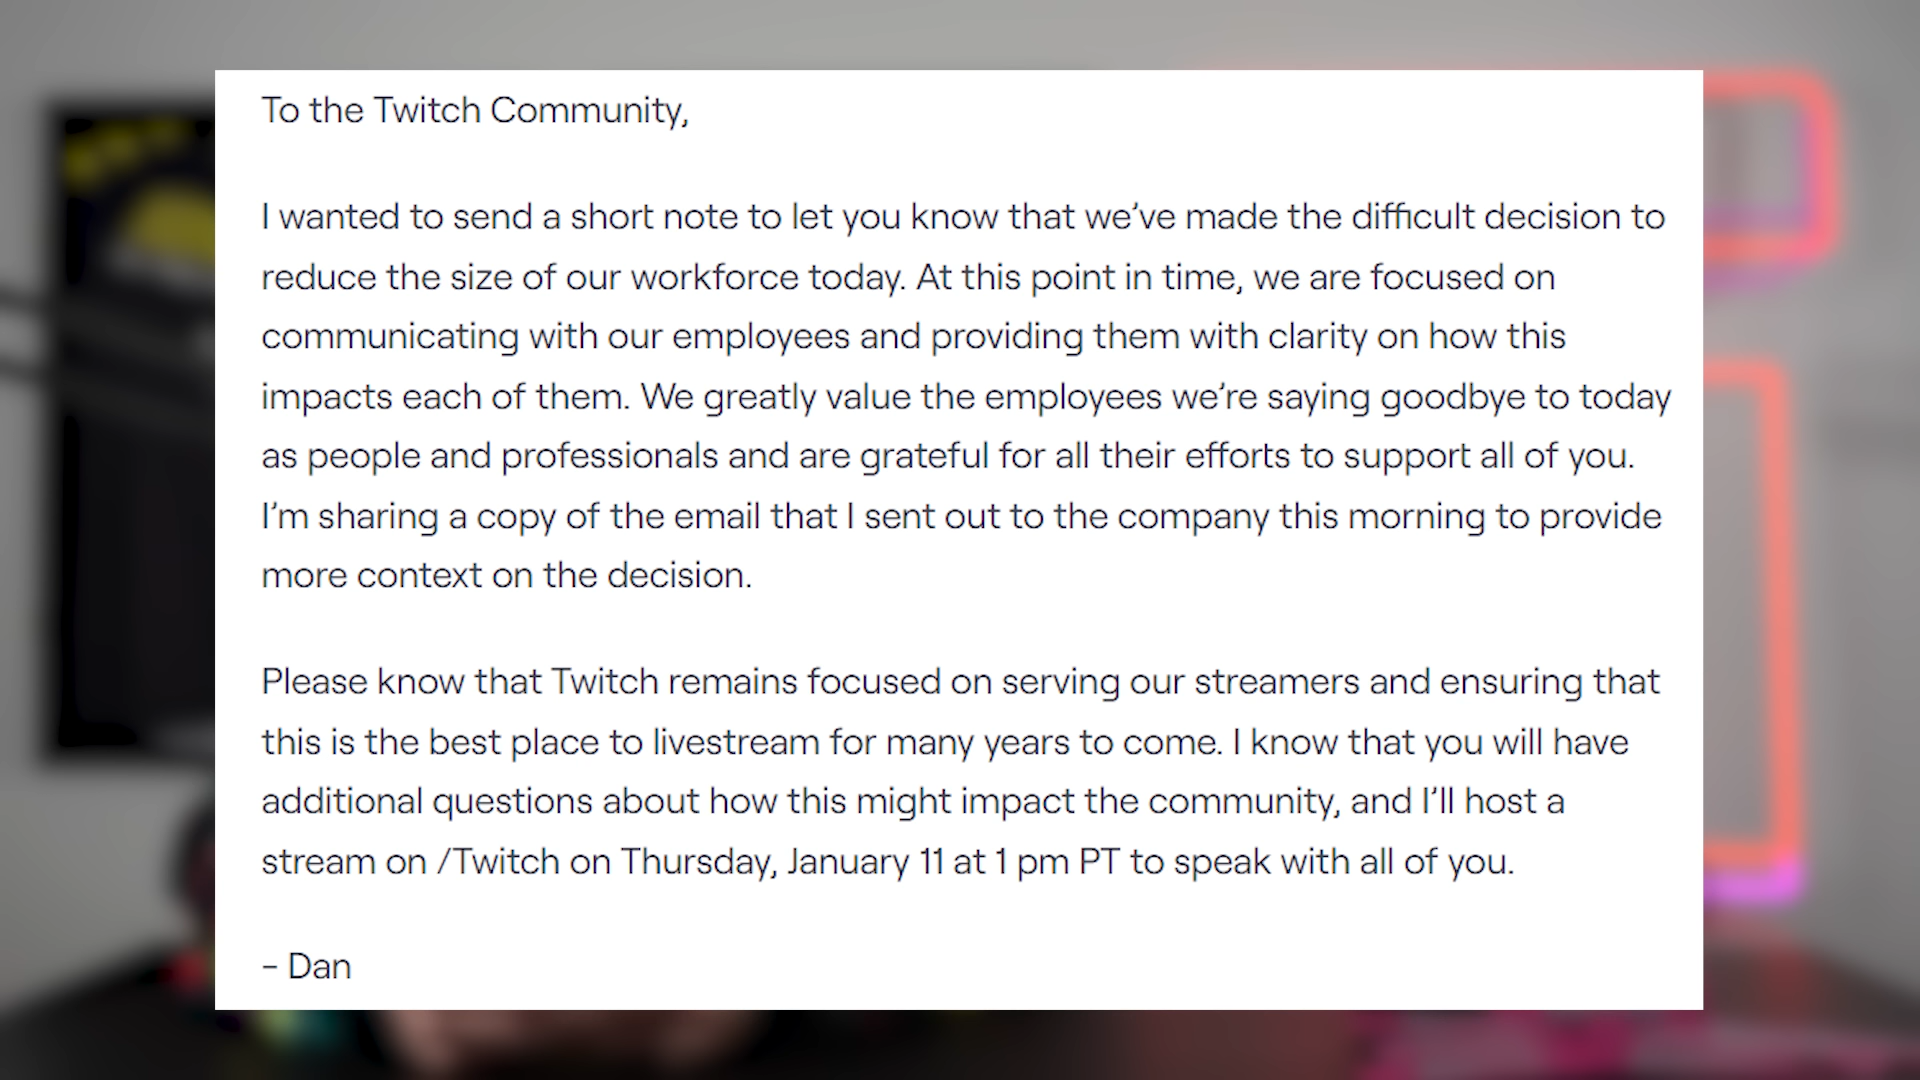 To the Twitch Community,
I wanted to send a short note to let you know that we’ve made the difficult decision to
reduce the size of our workforce today. At this point in time, we are focused on
communicating with our employees and providing them with clarity on how this
impacts each of them. We greatly value the employees we’re saying goodbye to today
as people and professionals and are grateful for all their efforts to support all of you.
I’m sharing a copy of the email that I sent out to the company this morning to provide
more context on the decision.
Please know that Twitch remains focused on serving our streamers and ensuring that
this is the best place to livestream for many years to come. I know that you will have
additional questions about how this might impact the community, and I’ll host a
stream on /Twitch on Thursday, January 11 at 1 pm PT to speak with all of you.
– Dan